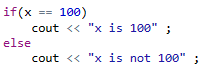 if(x == 100)
    cout << "x is 100" ;
else
    cout << "x is not 100" ;